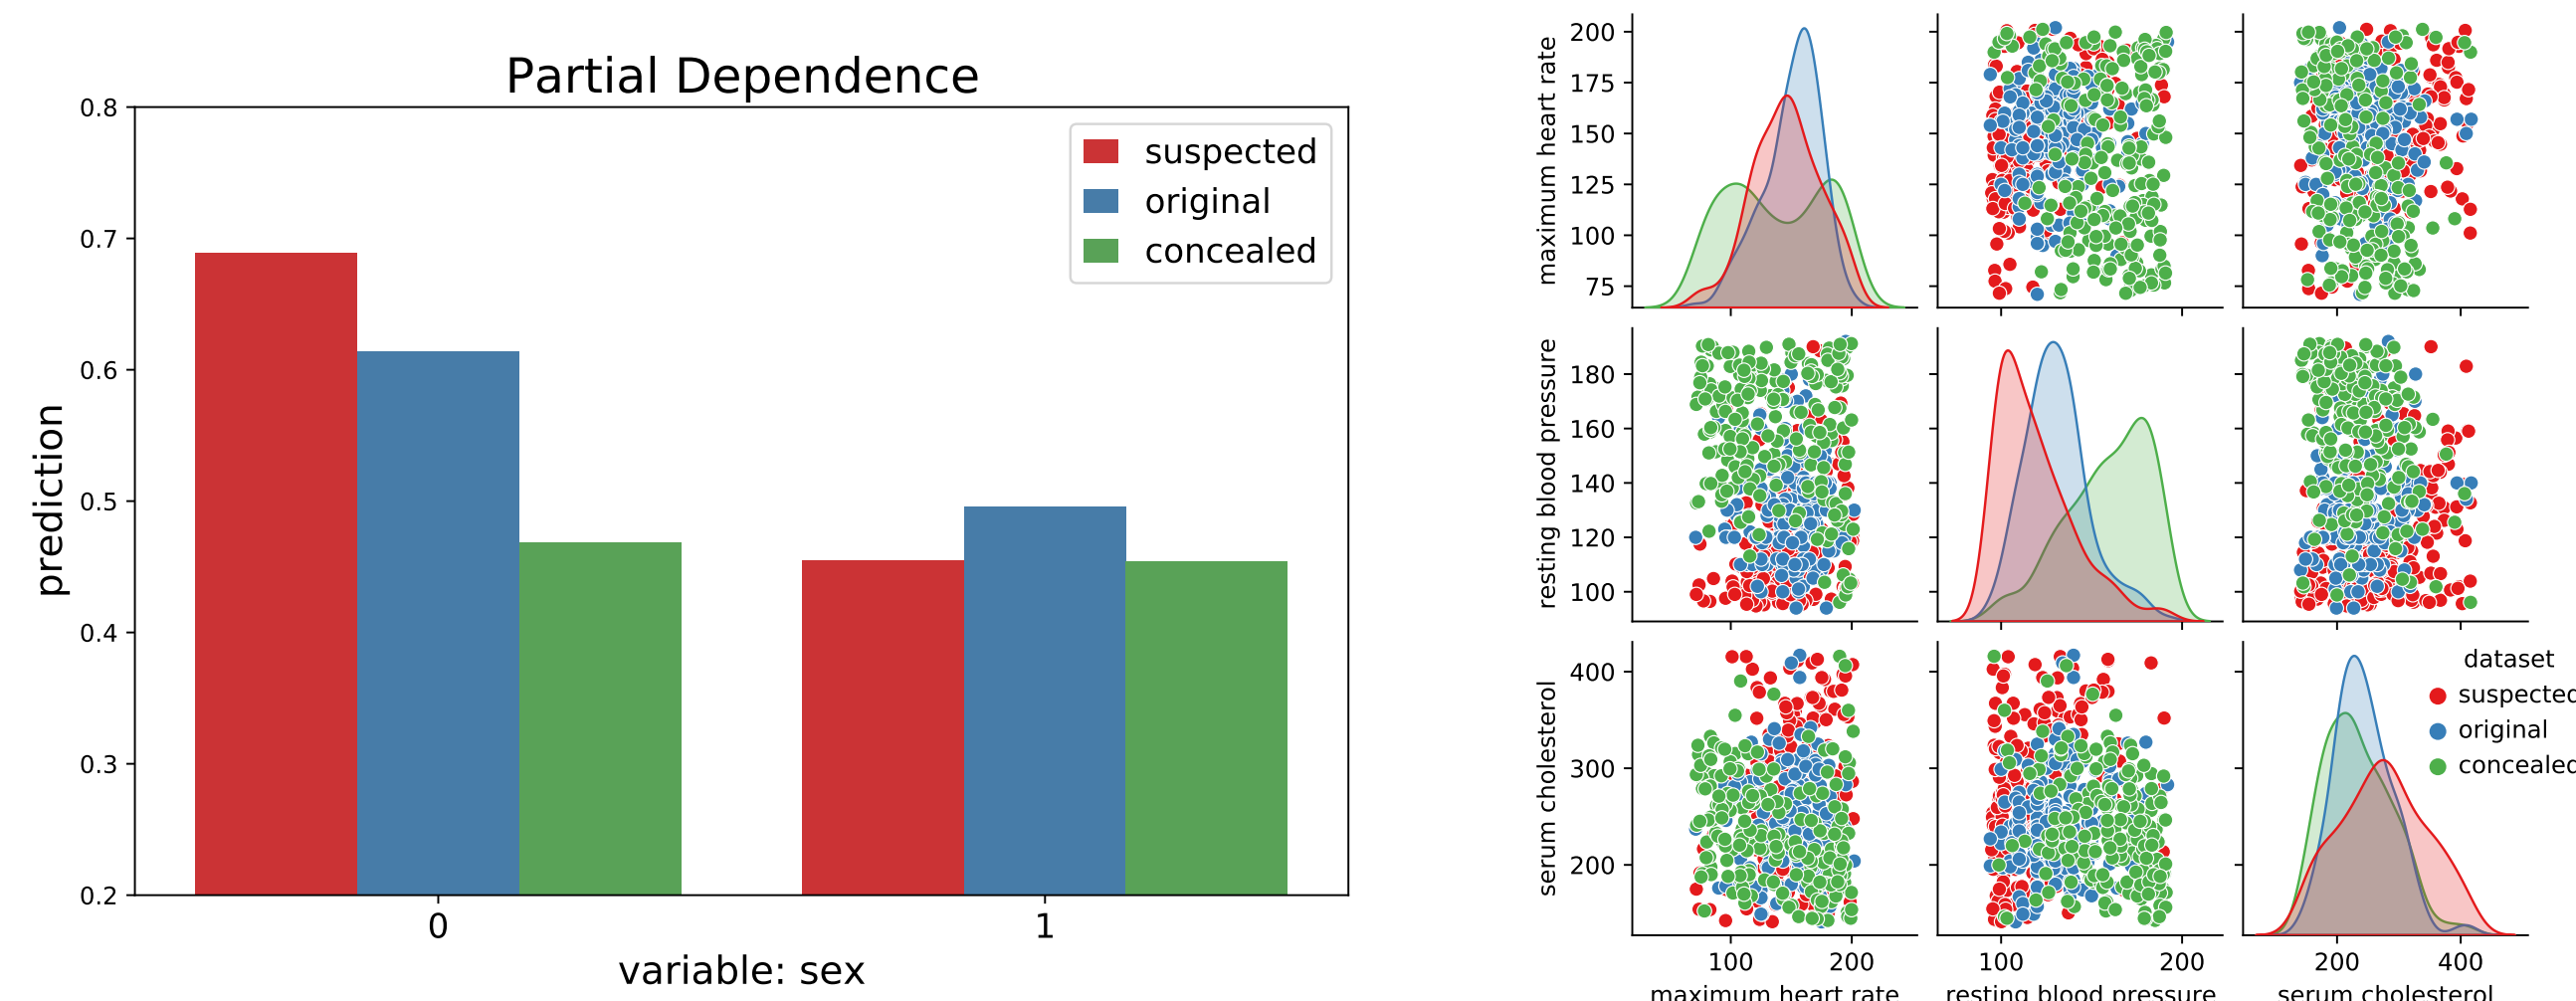 Partial Dependence
0.8
0.7
0.6
0.5
0.4
0.3
0.2
prediction
suspected
original
concealed
0
1
variable: sex
maximum heart rate
200
175
150
125
100
75
resting blood pressure
180
160
140
120
100
serum cholesterol
400
300
200
dataset
suspected
original
concealed
100 200
100 200
200 400
maximum heart rate
resting blood pressure
serum cholesterol